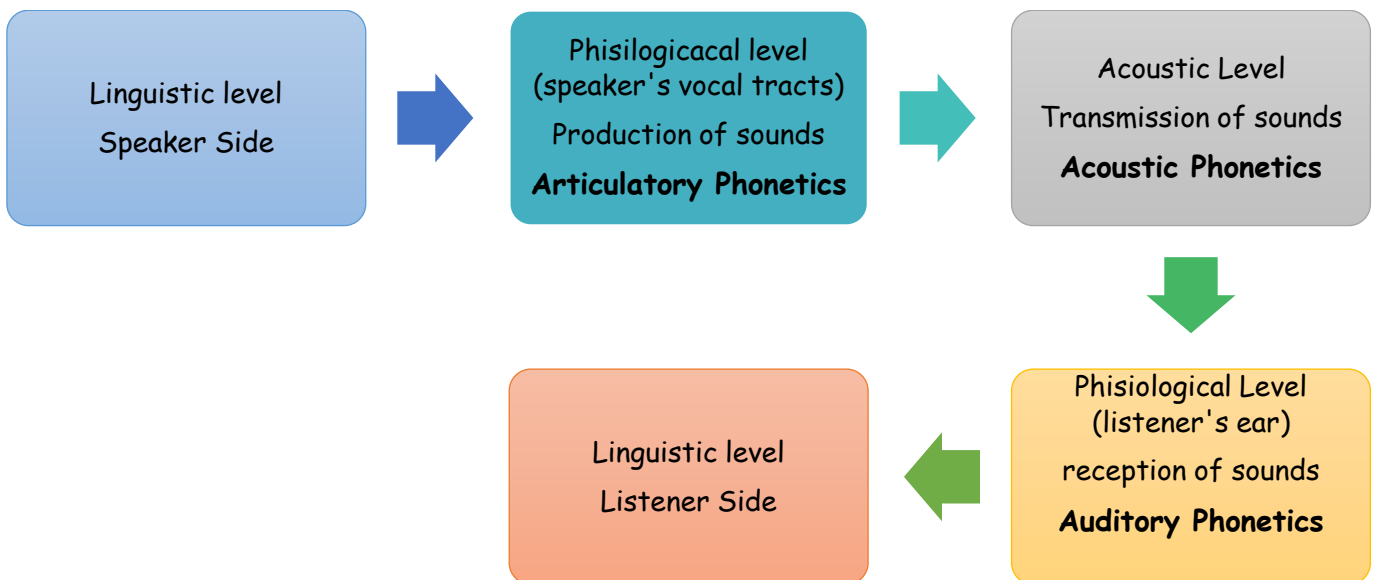 Linguistic level
Speaker Side
Phisilogicacal level
(speaker's vocal tracts)
Production of sounds
Articulatory Phonetics
Acoustic Level
Transmission of sounds
Acoustic Phonetics
Phisiological Level
(listener's ear)
reception of sounds
Auditory Phonetics
Linguistic level
Listener Side